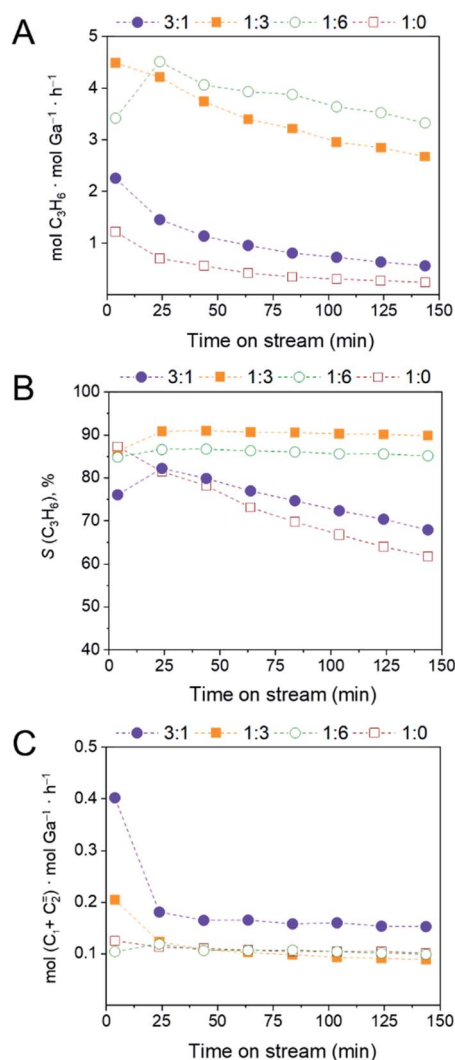 A
3:1 1:3 1:6 1:0
mol C₃H₆ · mol Ga⁻¹ · h⁻¹
5
4
3
2
1
0 25 50 75 100 125 150
Time on stream (min)
B
3:1 1:3 1:6 1:0
S (C₃H₆), %
100
90
80
70
60
50
40
0 25 50 75 100 125 150
Time on stream (min)
C
3:1 1:3 1:6 1:0
mol (C₁+ C₂⁼) · mol Ga⁻¹ · h⁻¹
0.5
0.4
0.3
0.2
0.1
0 25 50 75 100 125 150
Time on stream (min)